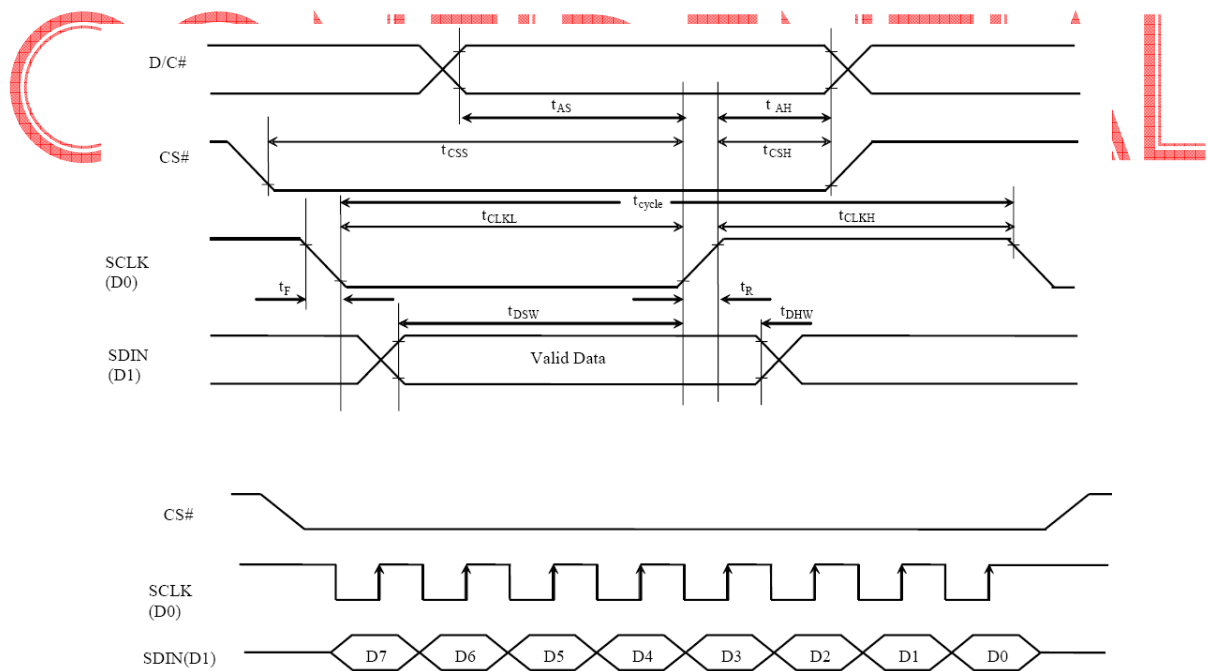 CONFIDENTIAL
D/C#
tAS
t AH
CS#
tCSS
tCSH
tcycle
tCLKL
tCLKH
SCLK
(D0)
tF
tR
tDSW
tDHW
SDIN
(D1)
Valid Data
CS#
SCLK
(D0)
SDIN(D1)
D7
D6
D5
D4
D3
D2
D1
D0